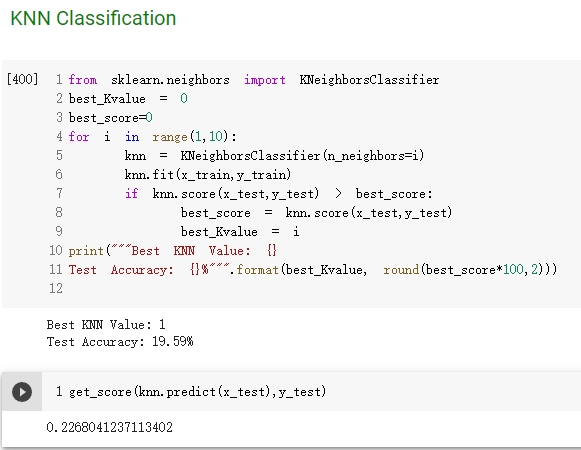 KNN Classification
[400] 1 from sklearn.neighbors import KNeighborsClassifier
2 best_Kvalue = 0
3 best_score=0
4 for i in range(1,10):
5 knn = KNeighborsClassifier(n_neighbors=i)
6 knn.fit(x_train,y_train)
7 if knn.score(x_test,y_test) > best_score:
8 best_score = knn.score(x_test,y_test)
9 best_Kvalue = i
10 print("""Best KNN Value: {}
11 Test Accuracy: {}%""".format(best_Kvalue, round(best_score*100,2)))
12
Best KNN Value: 1
Test Accuracy: 19.59%
1 get_score(knn.predict(x_test),y_test)
0.2268041237113402